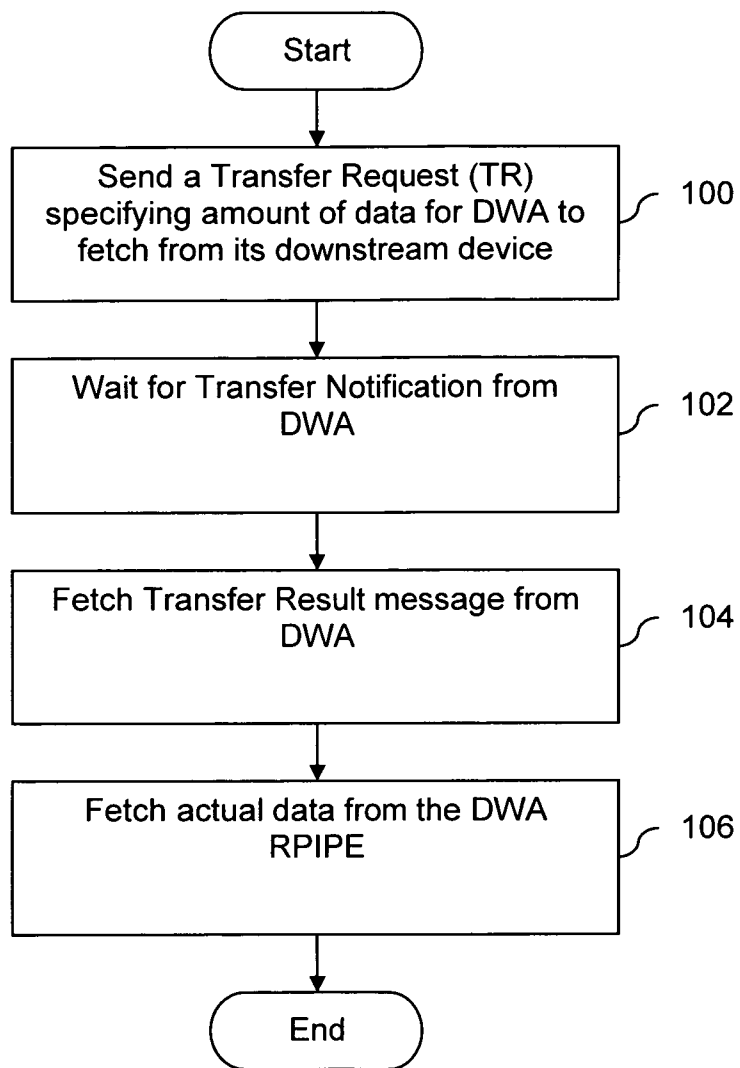 Start
Send a Transfer Request (TR)
specifying amount of data for DWA to
fetch from its downstream device
100
Wait for Transfer Notification from
DWA
102
Fetch Transfer Result message from
DWA
104
Fetch actual data from the DWA
RPIPE
106
End